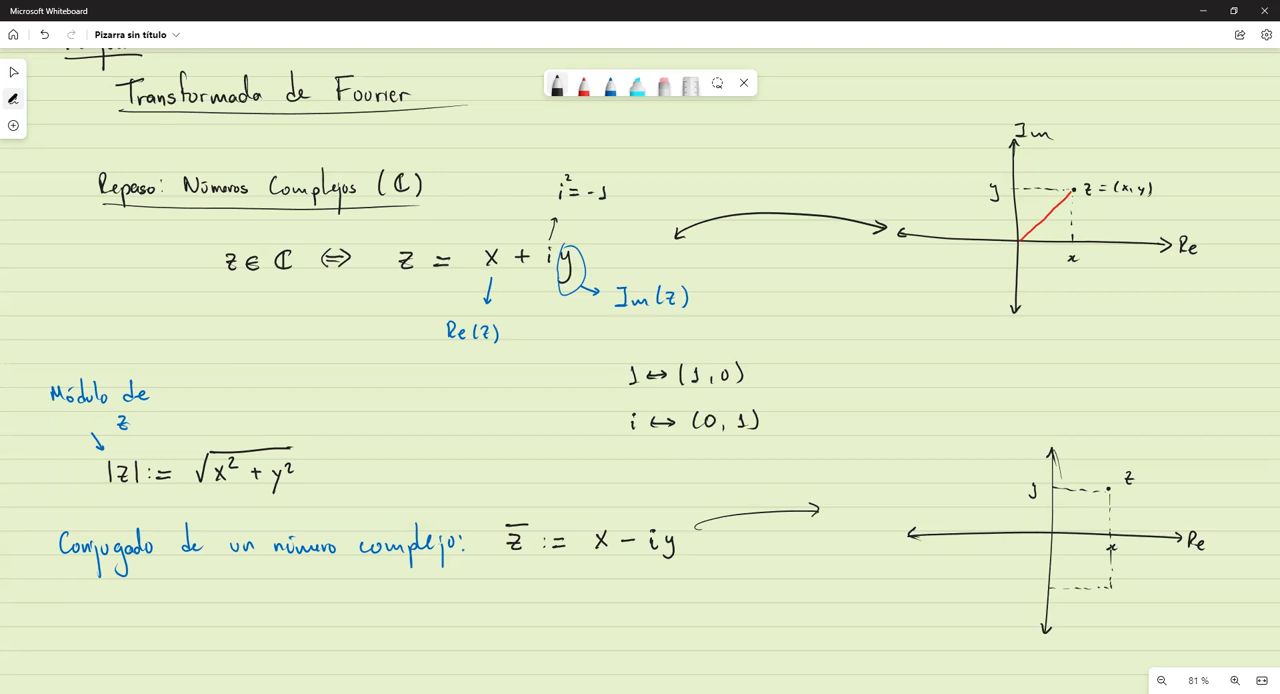 Microsoft Whiteboard
Pizarra sin título
Transformada de Fourier
Repaso: Números Complejos (ℂ)
i² = -1
z ∈ ℂ ⇔ z = x + iy
Im(z)
Re(z)
Im
y
z = (x, y)
Re
x
1 ↔ (1, 0)
i ↔ (0, 1)
Módulo de
z
|z| := √(x² + y²)
Conjugado de un número complejo: z̅ := x - iy
y
z
x
Re
81 %